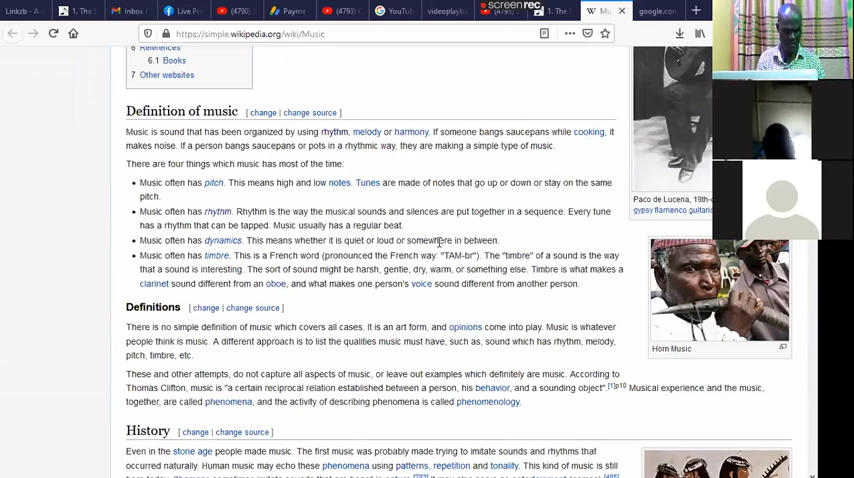 Linkzb - A
1. The S
Inbox (
Live Pre
(4790)
Payme
YouTu
videoplayba
screenrec
(4793)
1. The S
W Mu
google.com
https://simple.wikipedia.org/wiki/Music
6 References
6.1 Books
7 Other websites
Definition of music [ change | change source ]
Music is sound that has been organized by using rhythm, melody or harmony. If someone bangs saucepans while cooking, it
makes noise. If a person bangs saucepans or pots in a rhythmic way, they are making a simple type of music.
There are four things which music has most of the time:
Music often has pitch. This means high and low notes. Tunes are made of notes that go up or down or stay on the same
pitch.
Music often has rhythm. Rhythm is the way the musical sounds and silences are put together in a sequence. Every tune
has a rhythm that can be tapped. Music usually has a regular beat.
Music often has dynamics. This means whether it is quiet or loud or somewhere in between.
Music often has timbre. This is a French word (pronounced the French way: "TAM-br"). The "timbre" of a sound is the way
that a sound is interesting. The sort of sound might be harsh, gentle, dry, warm, or something else. Timbre is what makes a
clarinet sound different from an oboe, and what makes one person's voice sound different from another person.
Paco de Lucena, 19th-c
gypsy flamenco guitaris
Horn Music
Definitions [ change | change source ]
There is no simple definition of music which covers all cases. It is an art form, and opinions come into play. Music is whatever
people think is music. A different approach is to list the qualities music must have, such as, sound which has rhythm, melody,
pitch, timbre, etc.
These and other attempts, do not capture all aspects of music, or leave out examples which definitely are music. According to
Thomas Clifton, music is "a certain reciprocal relation established between a person, his behavior, and a sounding object".[1]p10 Musical experience and the music,
together, are called phenomena, and the activity of describing phenomena is called phenomenology.
History [ change | change source ]
Even in the stone age people made music. The first music was probably made trying to imitate sounds and rhythms that
occurred naturally. Human music may echo these phenomena using patterns, repetition and tonality. This kind of music is still